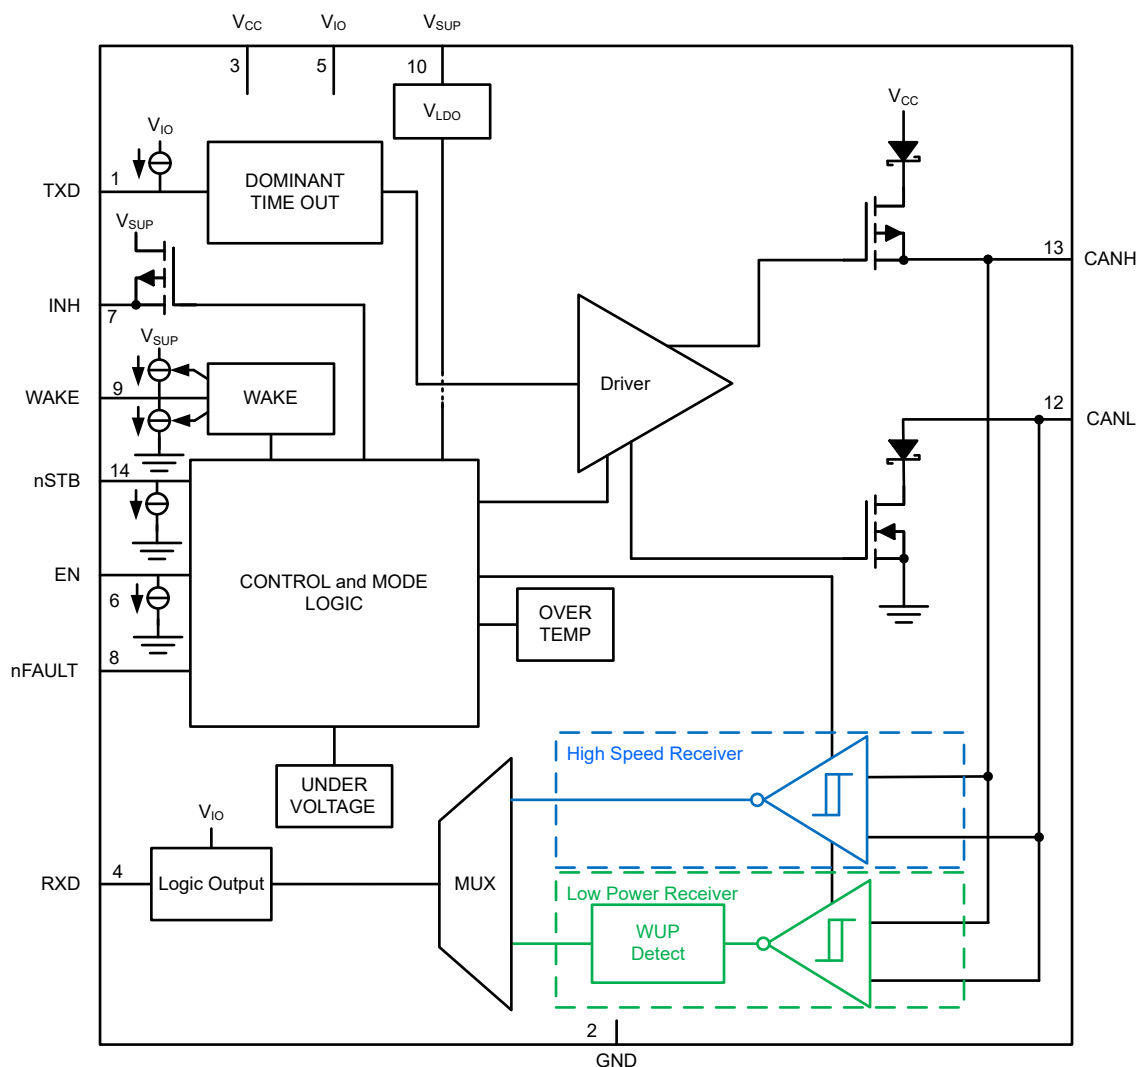 VCC
VIO
VSUP
3
5
10
VLDO
VCC
VIO
TXD
1
DOMINANT
TIME OUT
VSUP
13
CANH
INH
7
VSUP
Driver
WAKE
9
WAKE
12
CANL
nSTB
14
EN
6
CONTROL and MODE
LOGIC
OVER
TEMP
nFAULT
8
High Speed Receiver
UNDER
VOLTAGE
VIO
RXD
4
Logic Output
MUX
Low Power Receiver
WUP
Detect
2
GND